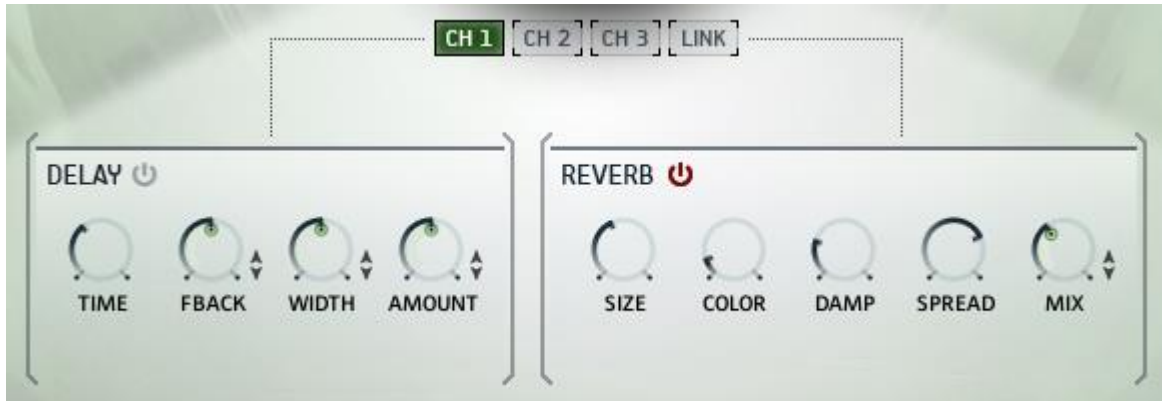 CH 1 CH 2 CH 3 LINK
DELAY
TIME FBACK WIDTH AMOUNT
REVERB
SIZE COLOR DAMP SPREAD MIX